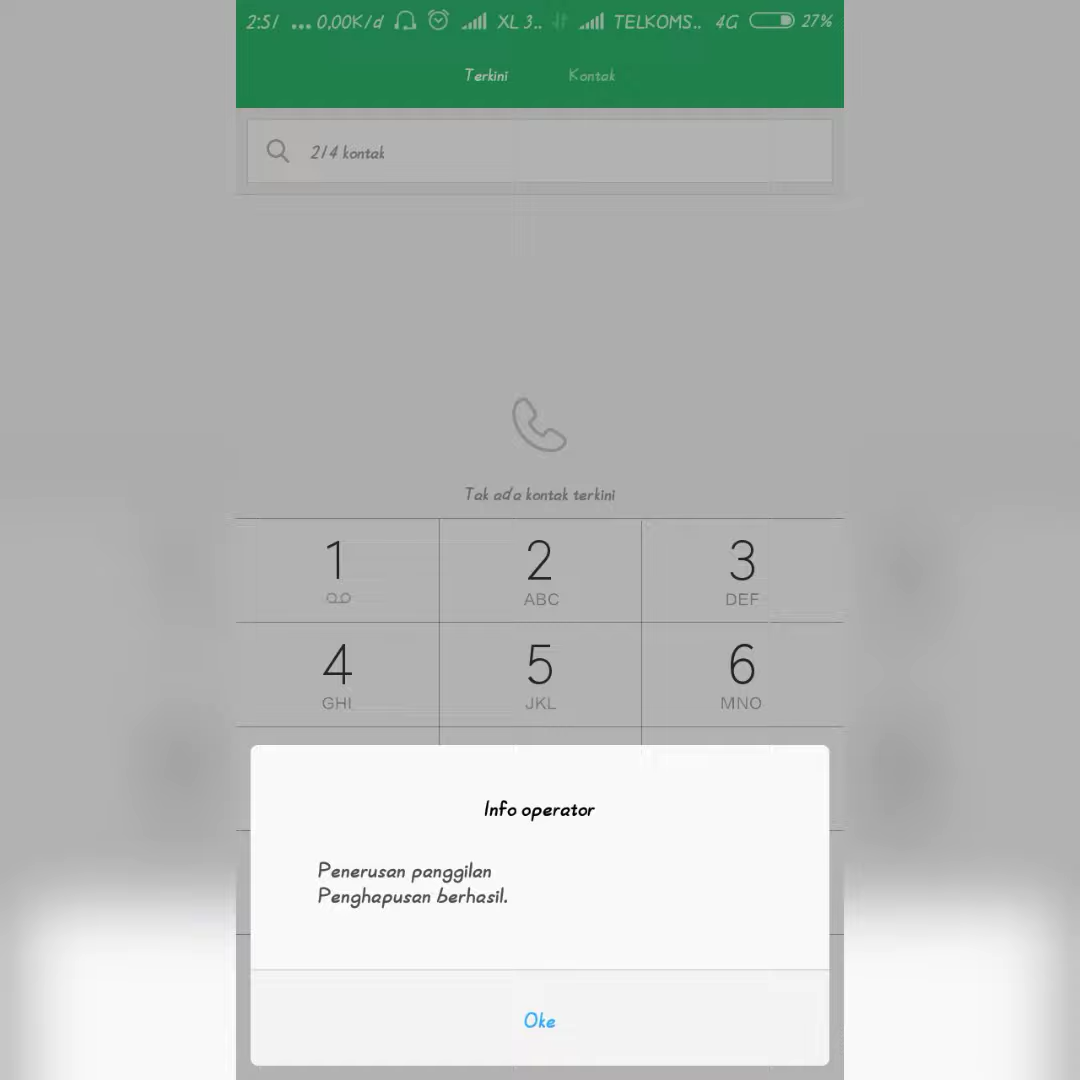 2:51 ... 0,00K/d XL 3.. TELKOMS.. 4G 27%
Terkini Kontak
214 kontak
Tak ada kontak terkini
1 2 3
ABC DEF
4 5 6
GHI JKL MNO
Info operator
Penerusan panggilan
Penghapusan berhasil.
Oke